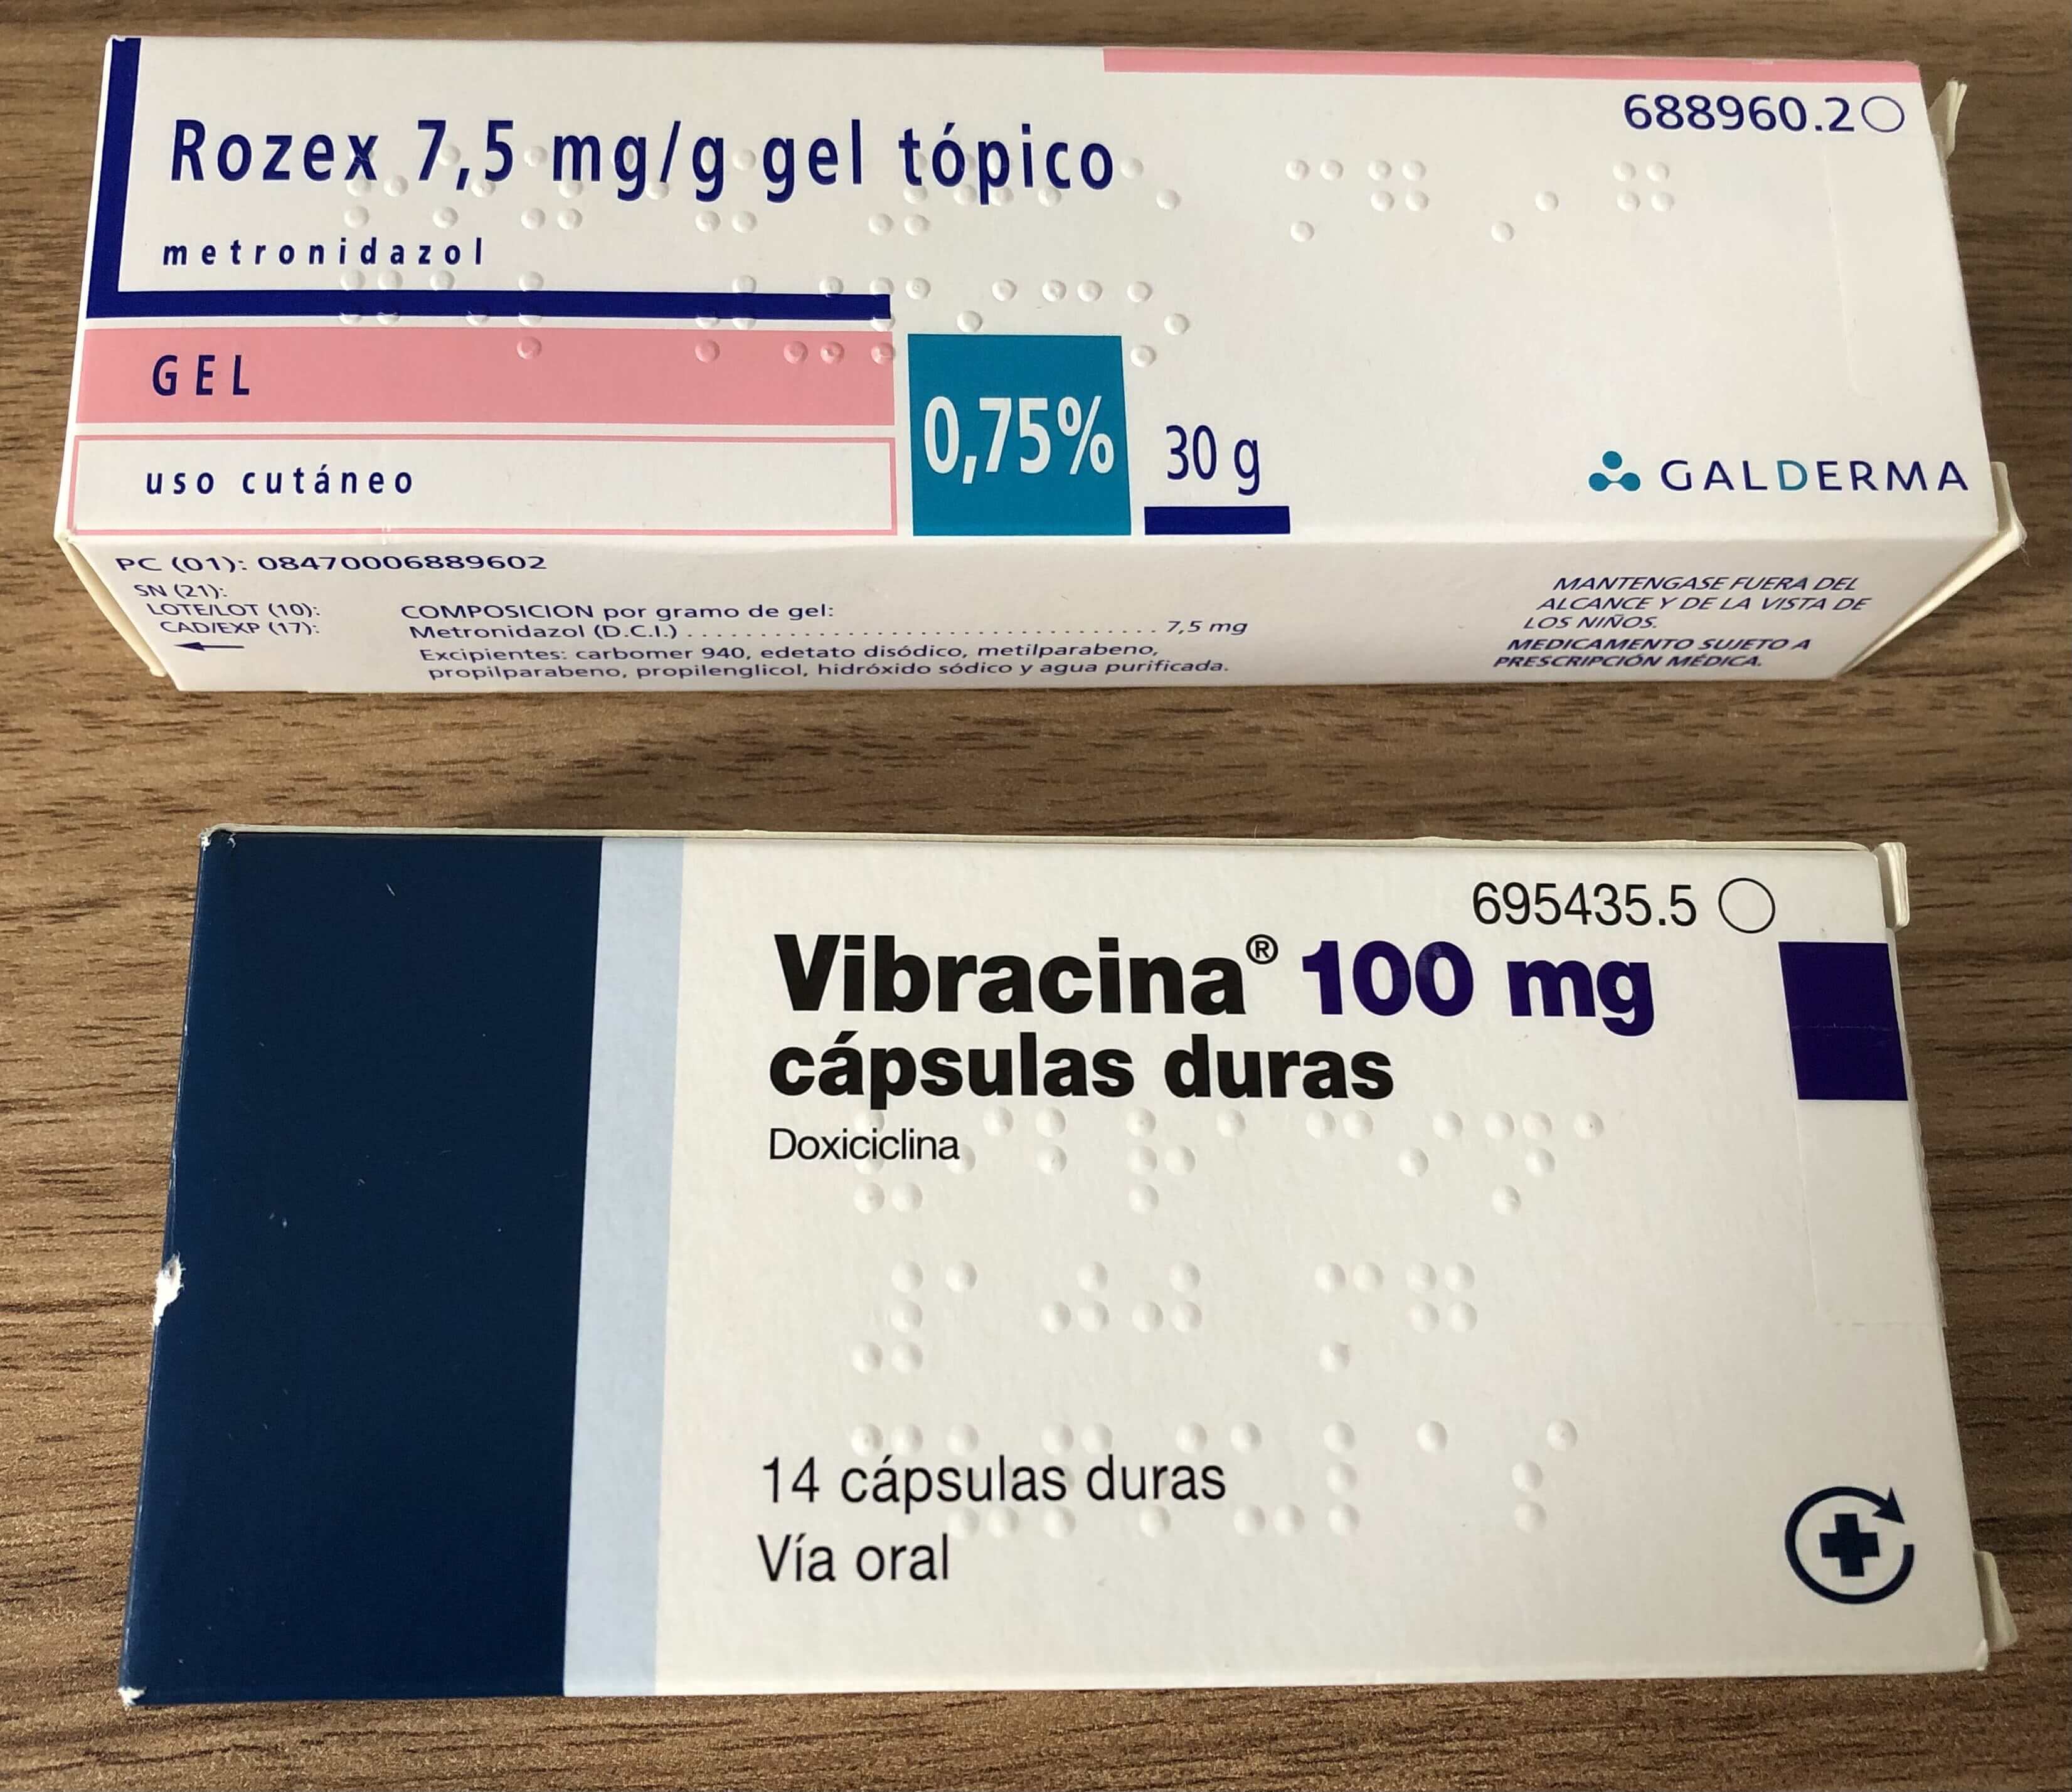 688960.2
Rozex 7,5 mg/g gel tópico
metronidazol
GEL
0,75%
30 g
uso cutáneo
GALDERMA
PC (01): 08470006889602
SN (21):
LOTE/LOT (10):
CAD/EXP (17):
COMPOSICION por gramo de gel:
Metronidazol (D.C.I.) ........................................ 7,5 mg
Excipientes: carbomer 940, edetato disódico, metilparabeno,
propilparabeno, propilenglicol, hidróxido sódico y agua purificada.
MANTENGASE FUERA DEL
ALCANCE Y DE LA VISTA DE
LOS NIÑOS.
MEDICAMENTO SUJETO A
PRESCRIPCIÓN MÉDICA.
695435.5
Vibracina® 100 mg
cápsulas duras
Doxiciclina
14 cápsulas duras
Vía oral